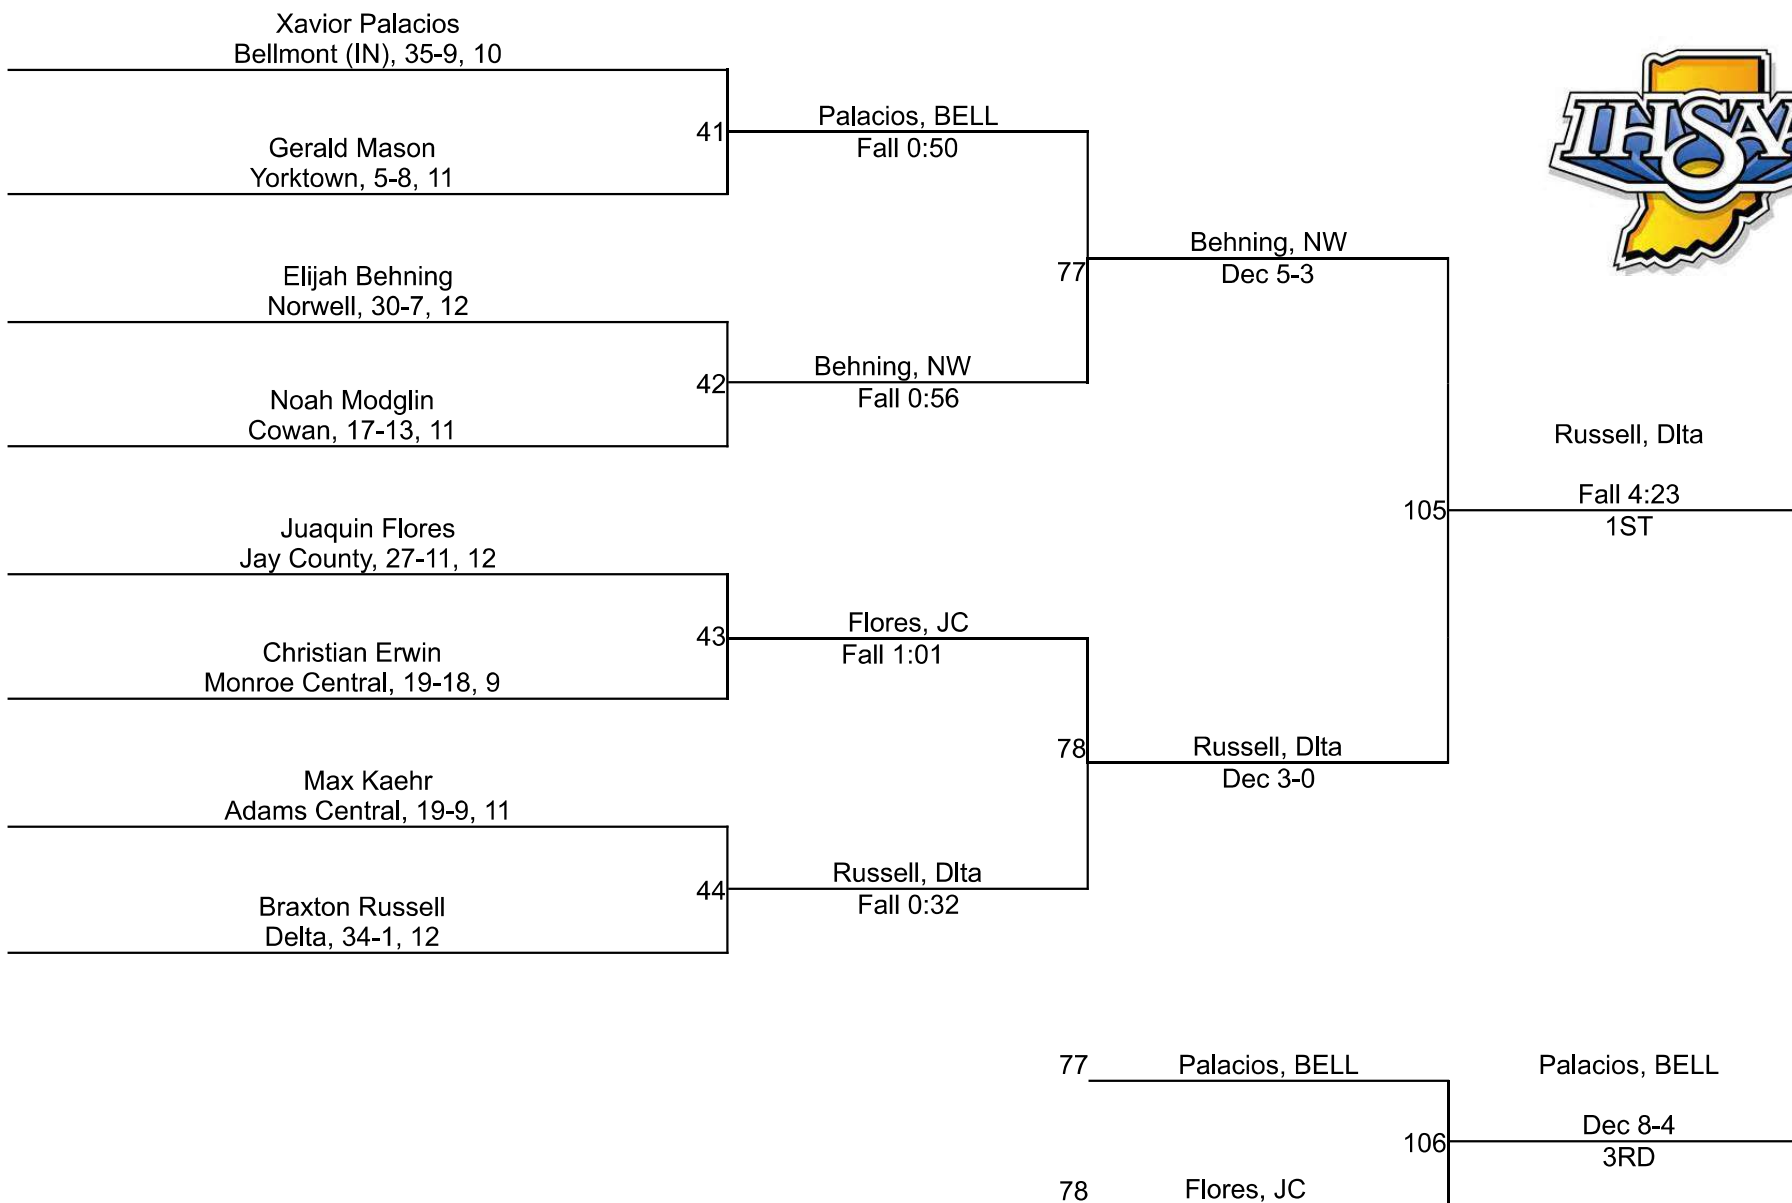 Xavior Palacios
Bellmont (IN), 35-9, 10
Gerald Mason
Yorktown, 5-8, 11
Elijah Behning
Norwell, 30-7, 12
Noah Modglin
Cowan, 17-13, 11
Juaquin Flores
Jay County, 27-11, 12
Christian Erwin
Monroe Central, 19-18, 9
Max Kaehr
Adams Central, 19-9, 11
Braxton Russell
Delta, 34-1, 12
41
Palacios, BELL
Fall 0:50
42
Behning, NW
Fall 0:56
43
Flores, JC
Fall 1:01
44
Russell, Dlta
Fall 0:32
77
Behning, NW
Dec 5-3
78
Russell, Dlta
Dec 3-0
IHSAA
105
Russell, Dlta
Fall 4:23
1ST
77
Palacios, BELL
78
Flores, JC
106
Palacios, BELL
Dec 8-4
3RD